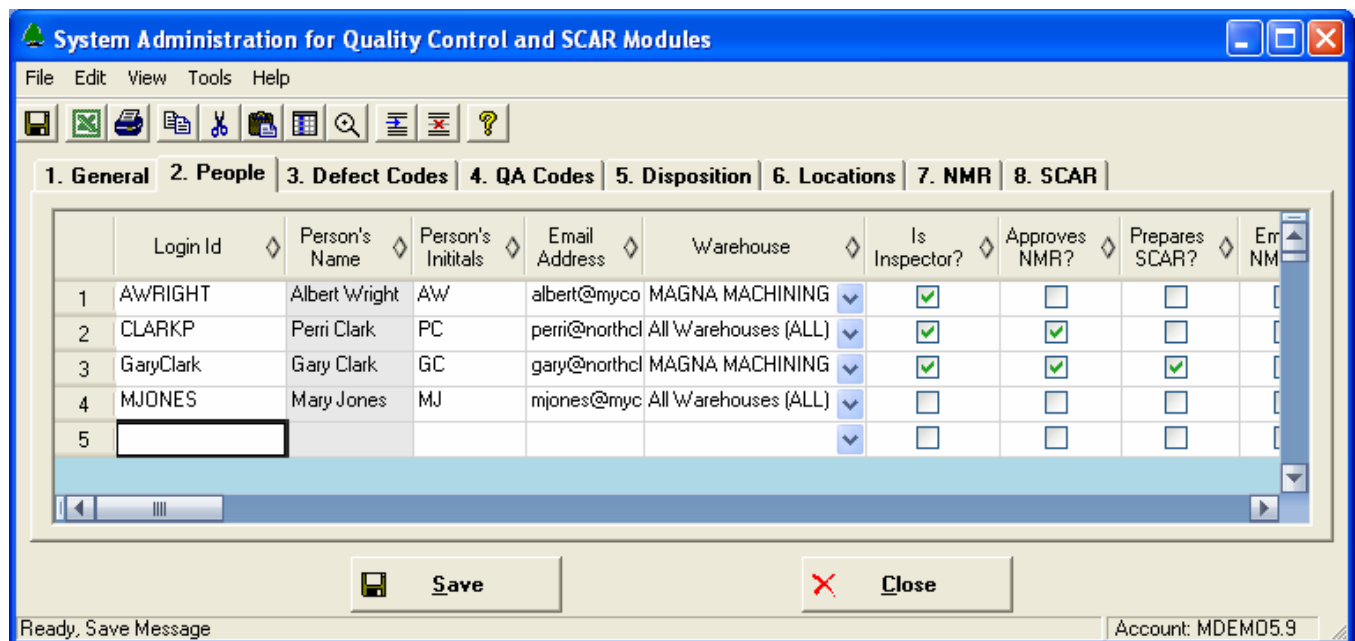 System Administration for Quality Control and SCAR Modules
File Edit View Tools Help
1. General 2. People 3. Defect Codes 4. QA Codes 5. Disposition 6. Locations 7. NMR 8. SCAR
Login Id Person's Name Person's Inititals Email Address Warehouse Is Inspector? Approves NMR? Prepares SCAR? Em NM
1 AWRIGHT Albert Wright AW albert@myco MAGNA MACHINING
2 CLARKP Perri Clark PC perri@northcl All Warehouses (ALL)
3 GaryClark Gary Clark GC gary@northcl MAGNA MACHINING
4 MJONES Mary Jones MJ mjones@myc All Warehouses (ALL)
5
Save Close
Ready, Save Message Account: MDEMO5.9